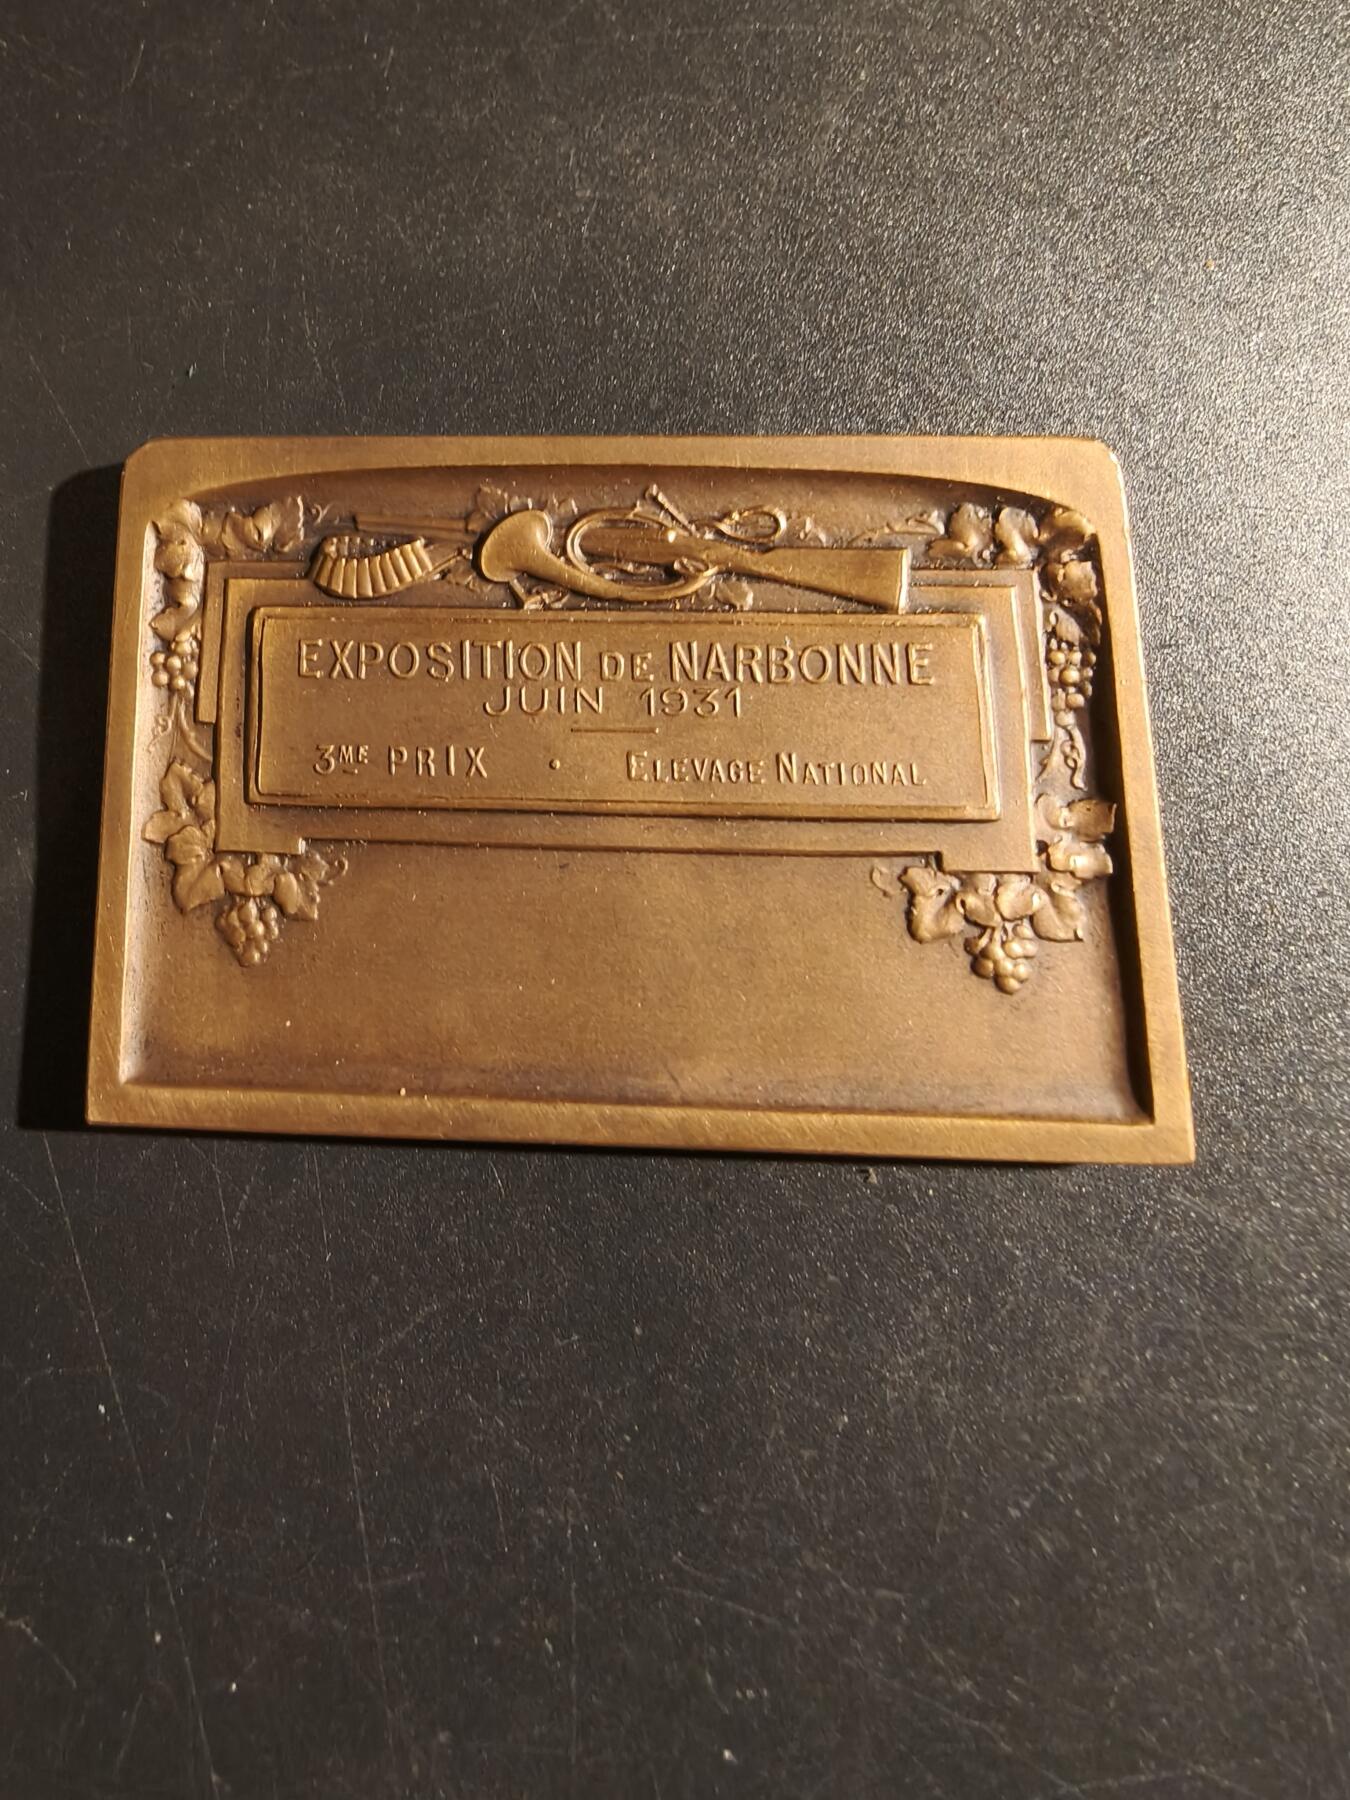 EXPOSITION DE NARBONNE
JUIN 1931
3ME PRIX • ELEVAGE NATIONAL